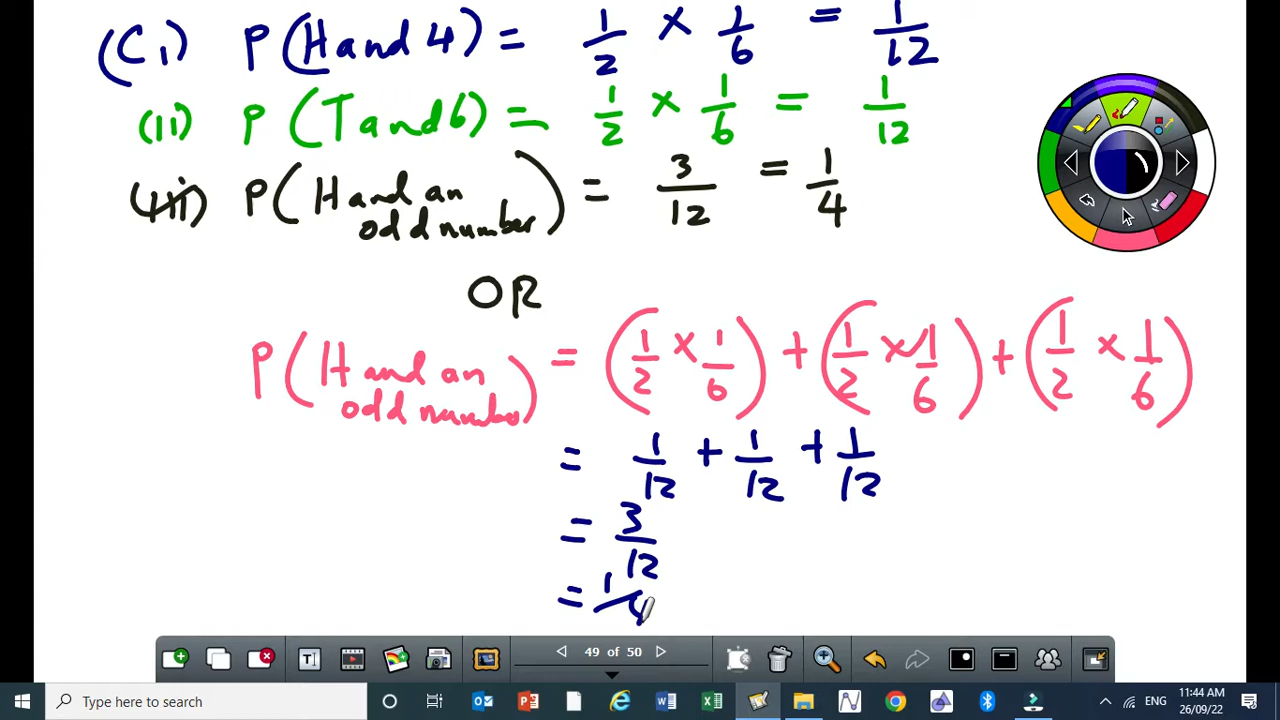 (Ci) P(H and 4) = 1/2 × 1/6 = 1/12
(ii) P(T and 6) = 1/2 × 1/6 = 1/12
(iii) P(H and an odd number) = 3/12 = 1/4
OR
P(H and an odd number) = (1/2 × 1/6) + (1/2 × 1/6) + (1/2 × 1/6)
= 1/12 + 1/12 + 1/12
= 3/12
= 1/4
49 of 50
Type here to search
ENG
11:44 AM
26/09/22